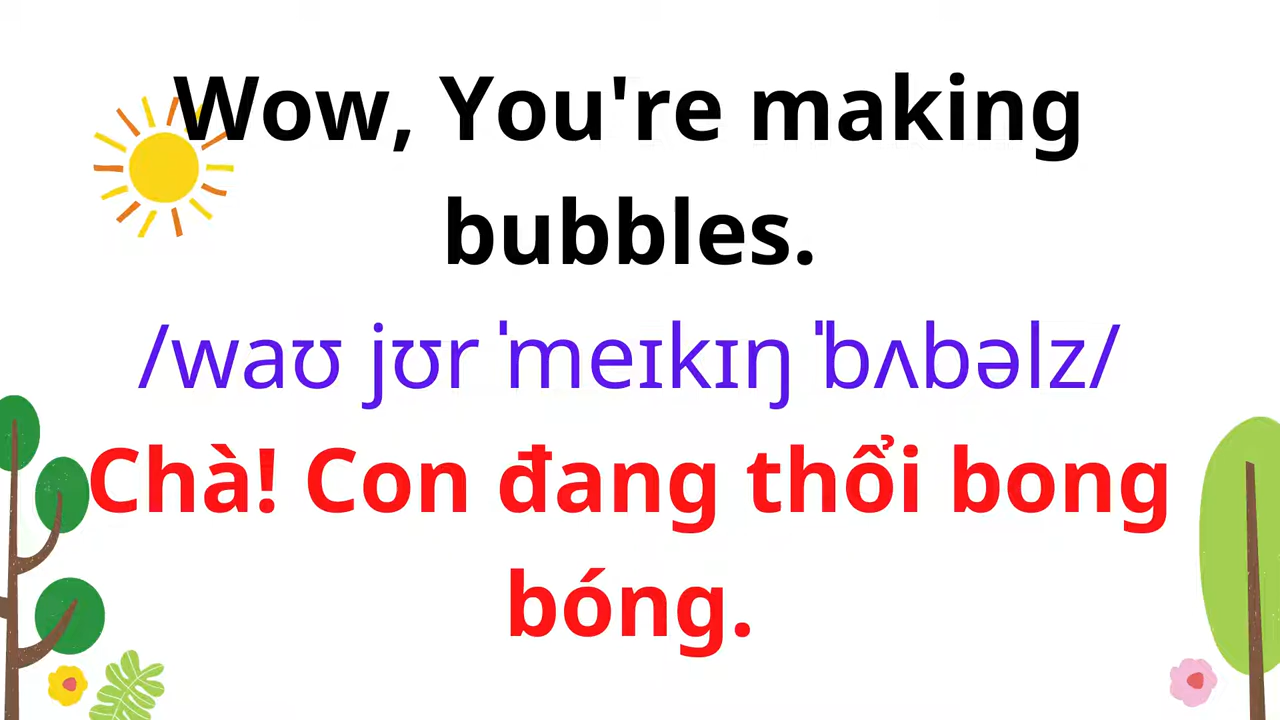 Wow, You're making
bubbles.
/waʊ jʊr ˈmeɪkɪŋ ˈbʌbəlz/
Chà! Con đang thổi bong
bóng.